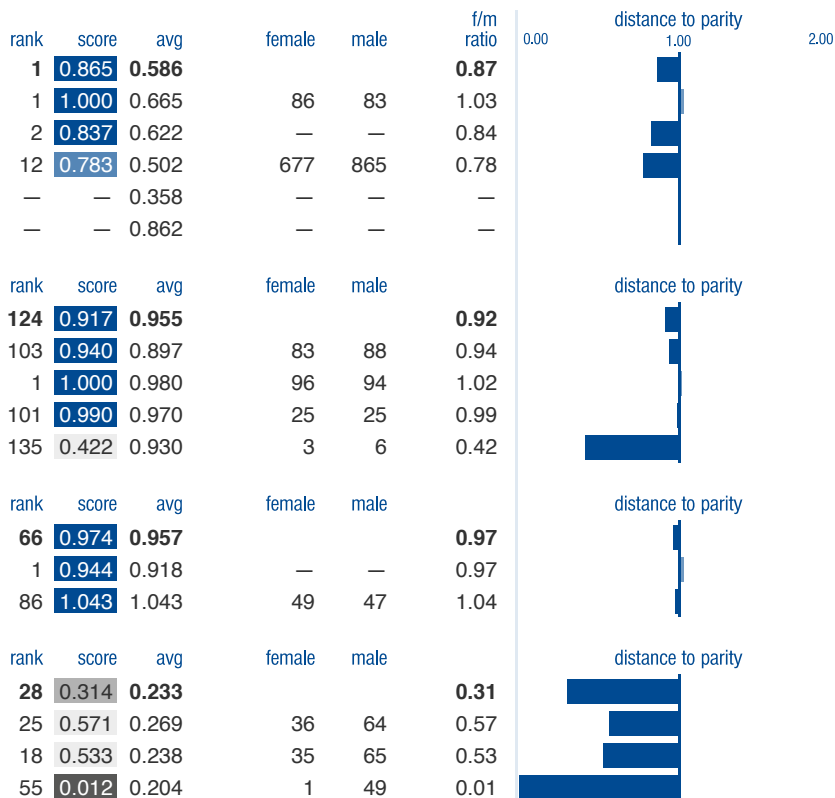 f/m distance to parity
rank score avg female male ratio 0.00 1.00 2.00
1 0.865 0.586 0.87
1 1.000 0.665 86 83 1.03
2 0.837 0.622 — — 0.84
12 0.783 0.502 677 865 0.78
— — 0.358 — — —
— — 0.862 — — —
rank score avg female male distance to parity
124 0.917 0.955 0.92
103 0.940 0.897 83 88 0.94
1 1.000 0.980 96 94 1.02
101 0.990 0.970 25 25 0.99
135 0.422 0.930 3 6 0.42
rank score avg female male distance to parity
66 0.974 0.957 0.97
1 0.944 0.918 — — 0.97
86 1.043 1.043 49 47 1.04
rank score avg female male distance to parity
28 0.314 0.233 0.31
25 0.571 0.269 36 64 0.57
18 0.533 0.238 35 65 0.53
55 0.012 0.204 1 49 0.01